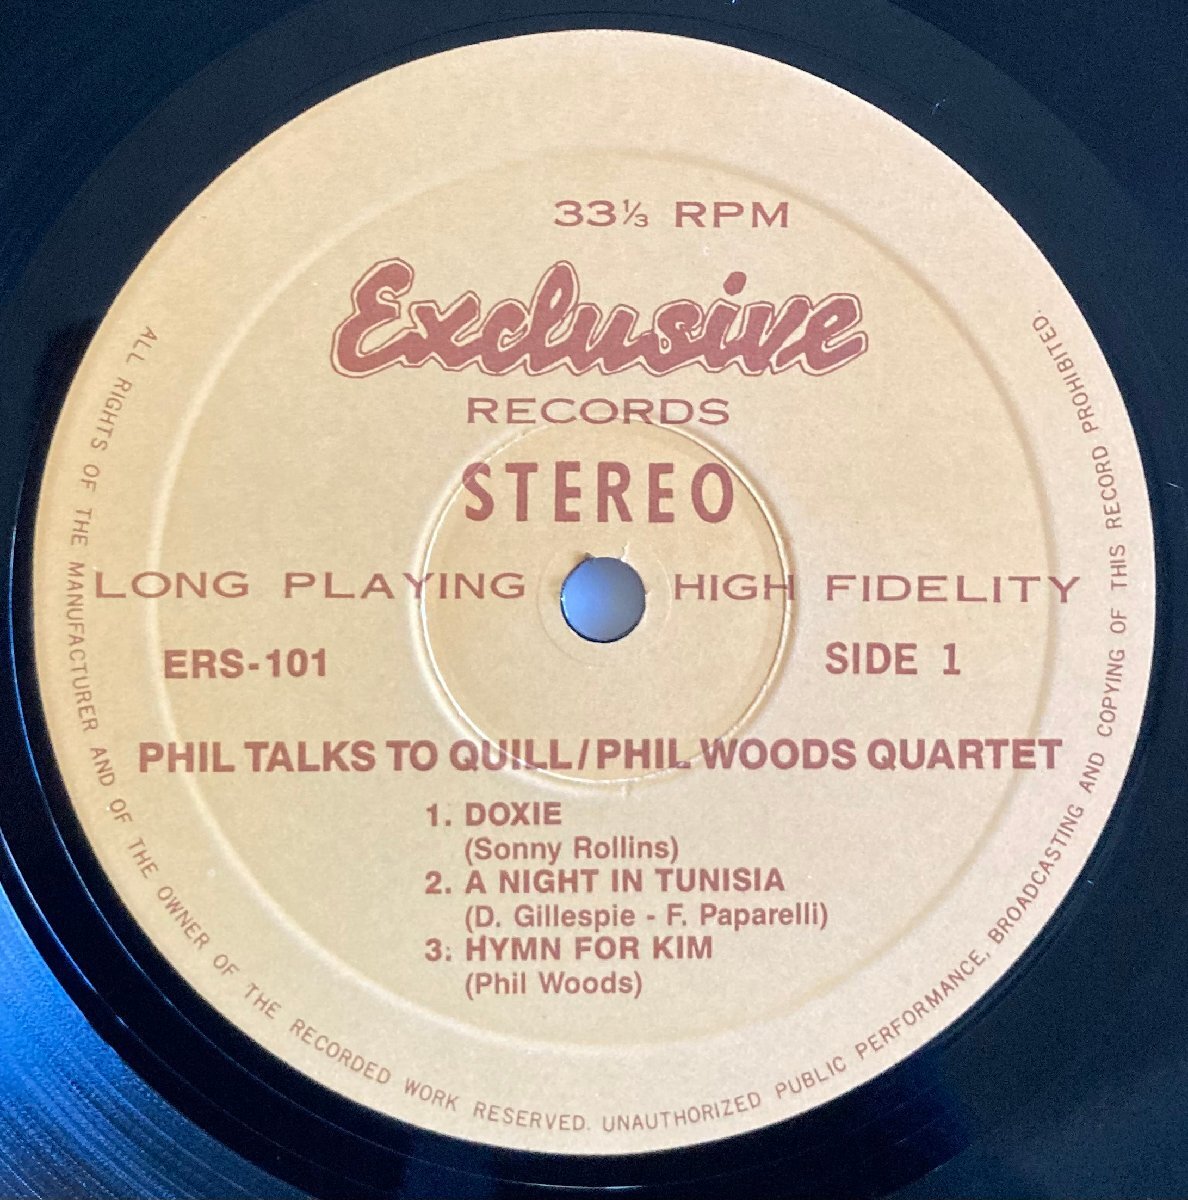 33⅓ RPM
Exclusive
RECORDS
STEREO
LONG PLAYING HIGH FIDELITY
ERS-101 SIDE 1
PHIL TALKS TO QUILL/PHIL WOODS QUARTET
1. DOXIE
(Sonny Rollins)
2. A NIGHT IN TUNISIA
(D. Gillespie - F. Paparelli)
3. HYMN FOR KIM
(Phil Woods)
ALL RIGHTS OF THE MANUFACTURER AND OF THE OWNER OF THE RECORDED WORK RESERVED. UNAUTHORIZED PUBLIC PERFORMANCE, BROADCASTING AND COPYING OF THIS RECORD PROHIBITED.